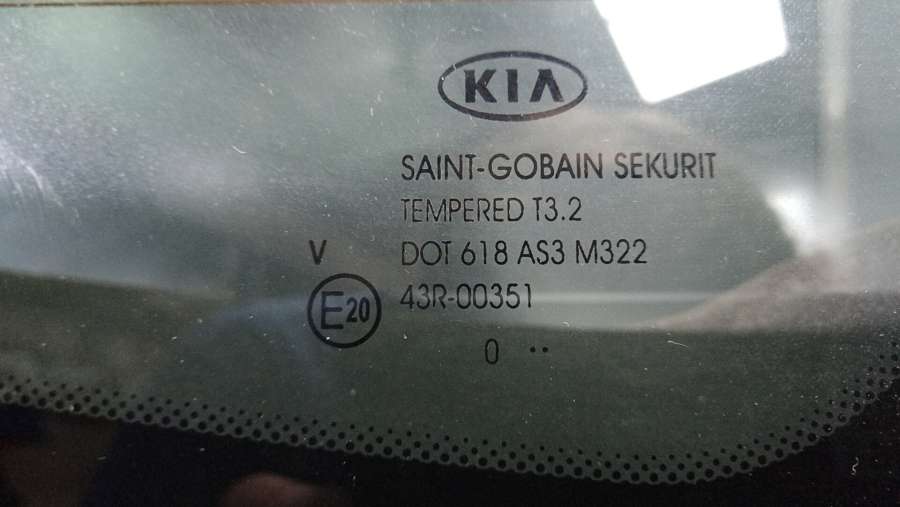 KIA
SAINT-GOBAIN SEKURIT
TEMPERED T3.2
V DOT 618 AS3 M322
E20 43R-00351
0 ..